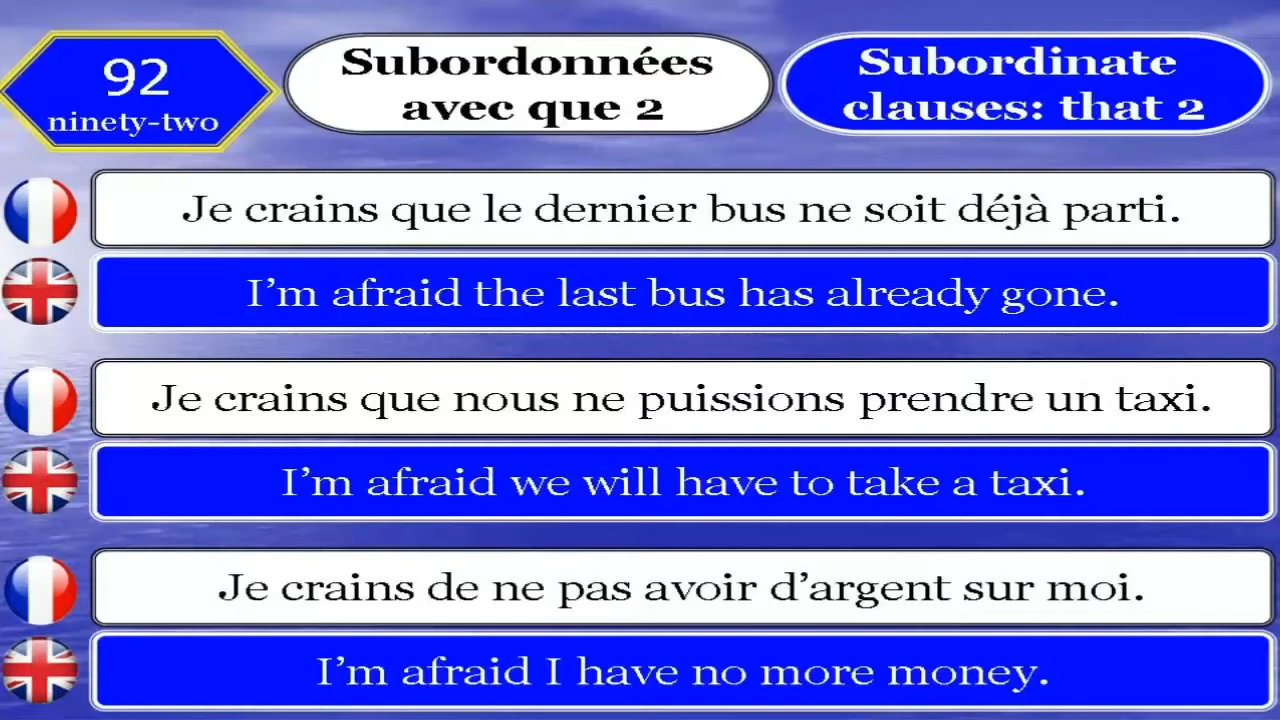 92
ninety-two
Subordonnées
avec que 2
Subordinate
clauses: that 2
Je crains que le dernier bus ne soit déjà parti.
I'm afraid the last bus has already gone.
Je crains que nous ne puissions prendre un taxi.
I'm afraid we will have to take a taxi.
Je crains de ne pas avoir d'argent sur moi.
I'm afraid I have no more money.